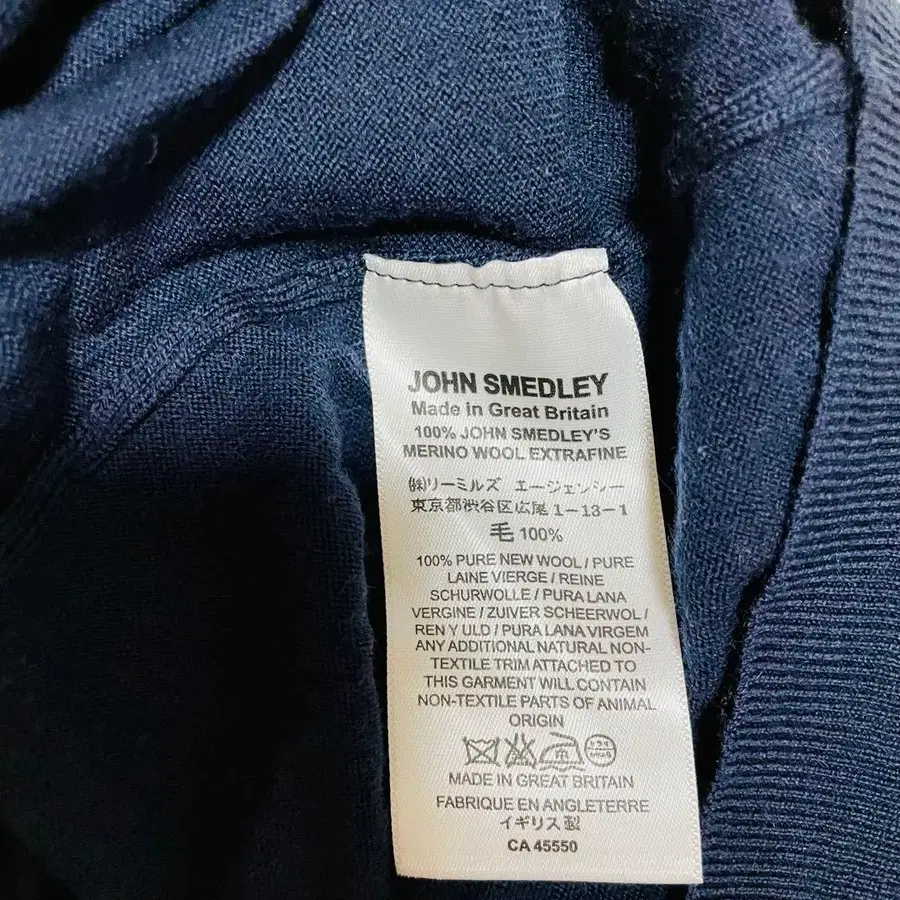 JOHN SMEDLEY
Made in Great Britain
100% JOHN SMEDLEY'S
MERINO WOOL EXTRAFINE
㈱リーミルズ エージェンシー
東京都渋谷区広尾1-13-1
毛 100%
100% PURE NEW WOOL / PURE
LAINE VIERGE / REINE
SCHURWOLLE / PURA LANA
VERGINE / ZUIVER SCHEERWOL /
REN Y ULD / PURA LANA VIRGEM
ANY ADDITIONAL NATURAL NON-
TEXTILE TRIM ATTACHED TO
THIS GARMENT WILL CONTAIN
NON-TEXTILE PARTS OF ANIMAL
ORIGIN
中 ドライ
MADE IN GREAT BRITAIN
FABRIQUE EN ANGLETERRE
イギリス製
CA 45550